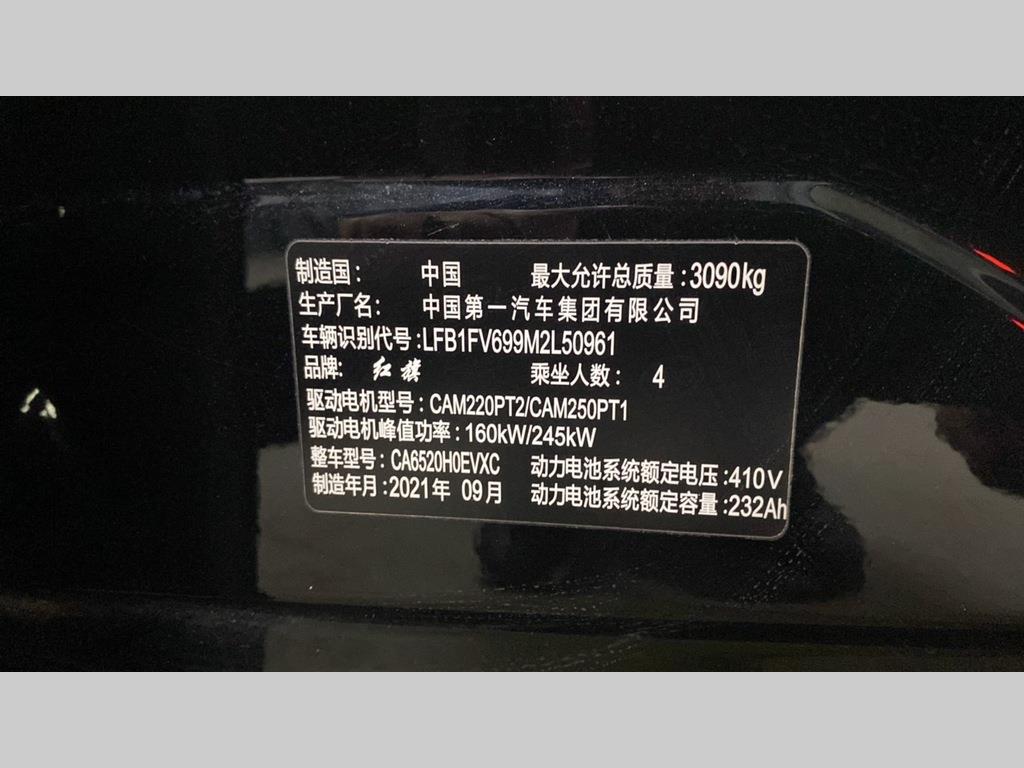 制造国： 中国 最大允许总质量：3090kg
生产厂名： 中国第一汽车集团有限公司
车辆识别代号：LFB1FV699M2L50961
品牌： 红旗 乘坐人数： 4
驱动电机型号：CAM220PT2/CAM250PT1
驱动电机峰值功率：160kW/245kW
整车型号：CA6520H0EVXC 动力电池系统额定电压：410V
制造年月：2021年 09月 动力电池系统额定容量：232Ah